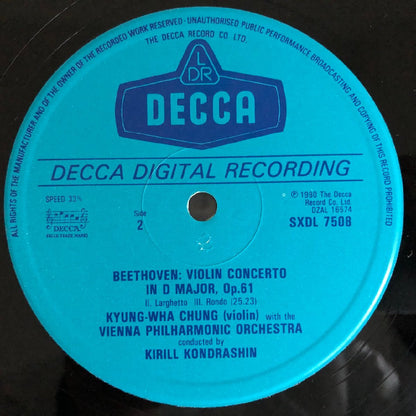 ALL RIGHTS OF THE MANUFACTURER AND OF THE OWNER OF THE RECORDED WORK RESERVED · UNAUTHORISED PUBLIC PERFORMANCE BROADCASTING AND COPYING OF THIS RECORD PROHIBITED
THE DECCA RECORD CO. LTD.
L
DR
DECCA
DECCA DIGITAL RECORDING
SPEED 33⅓
DECCA
Side
2
℗ 1980 The Decca
Record Co. Ltd.
DZAL 16974
SXDL 7508
BEETHOVEN: VIOLIN CONCERTO
IN D MAJOR, Op.61
II. Larghetto III. Rondo (25.23)
KYUNG-WHA CHUNG (violin) with the
VIENNA PHILHARMONIC ORCHESTRA
conducted by
KIRILL KONDRASHIN